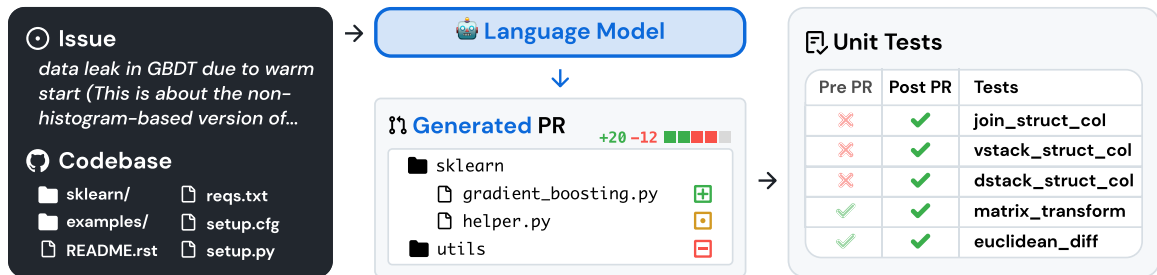 Issue
data leak in GBDT due to warm
start (This is about the non-
histogram-based version of...
Codebase
sklearn/
reqs.txt
examples/
setup.cfg
README.rst
setup.py
Language Model
Generated PR
+20 -12
sklearn
gradient_boosting.py
helper.py
utils
Unit Tests
Pre PR Post PR Tests
join_struct_col
vstack_struct_col
dstack_struct_col
matrix_transform
euclidean_diff